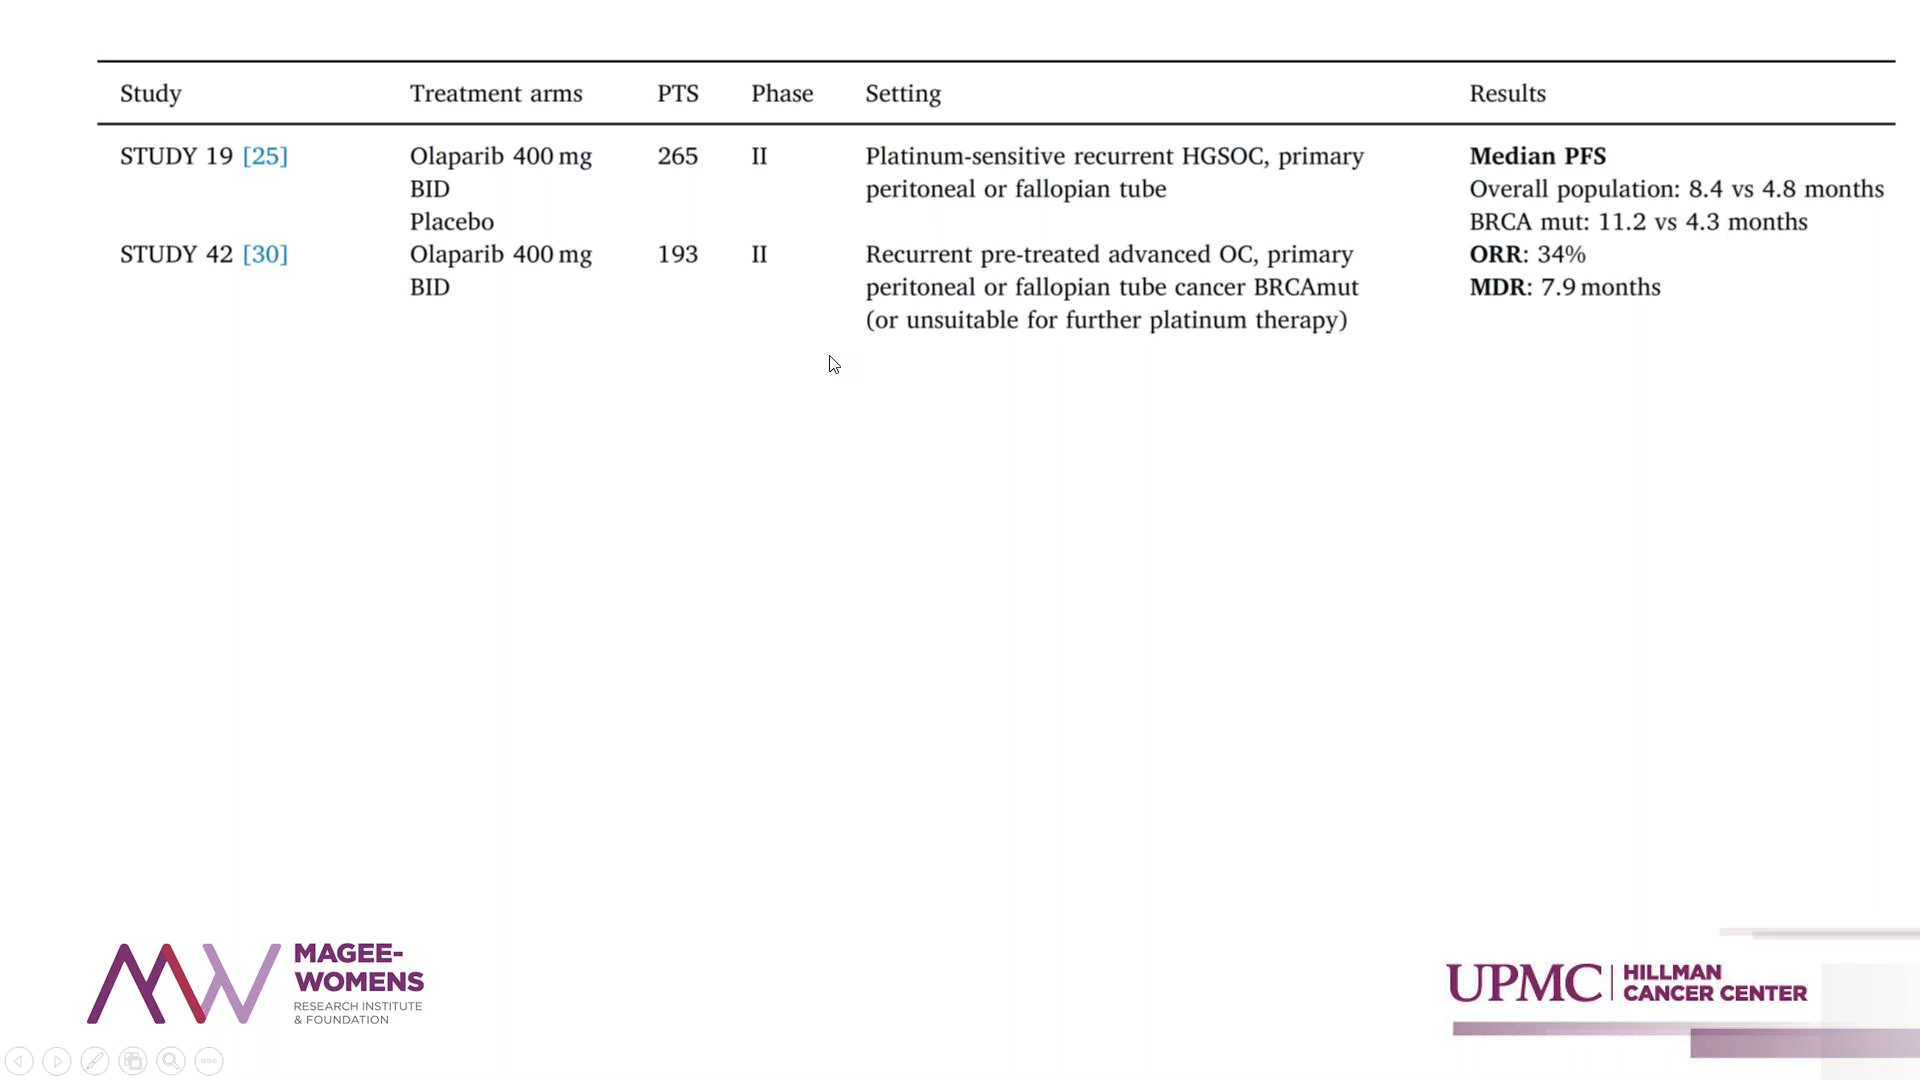 Study Treatment arms PTS Phase Setting Results
STUDY 19 [25] Olaparib 400 mg 265 II Platinum-sensitive recurrent HGSOC, primary Median PFS
BID peritoneal or fallopian tube Overall population: 8.4 vs 4.8 months
Placebo BRCA mut: 11.2 vs 4.3 months
STUDY 42 [30] Olaparib 400 mg 193 II Recurrent pre-treated advanced OC, primary ORR: 34%
BID peritoneal or fallopian tube cancer BRCAmut MDR: 7.9 months
(or unsuitable for further platinum therapy)
MAGEE-
WOMENS
RESEARCH INSTITUTE
& FOUNDATION
UPMC HILLMAN
CANCER CENTER